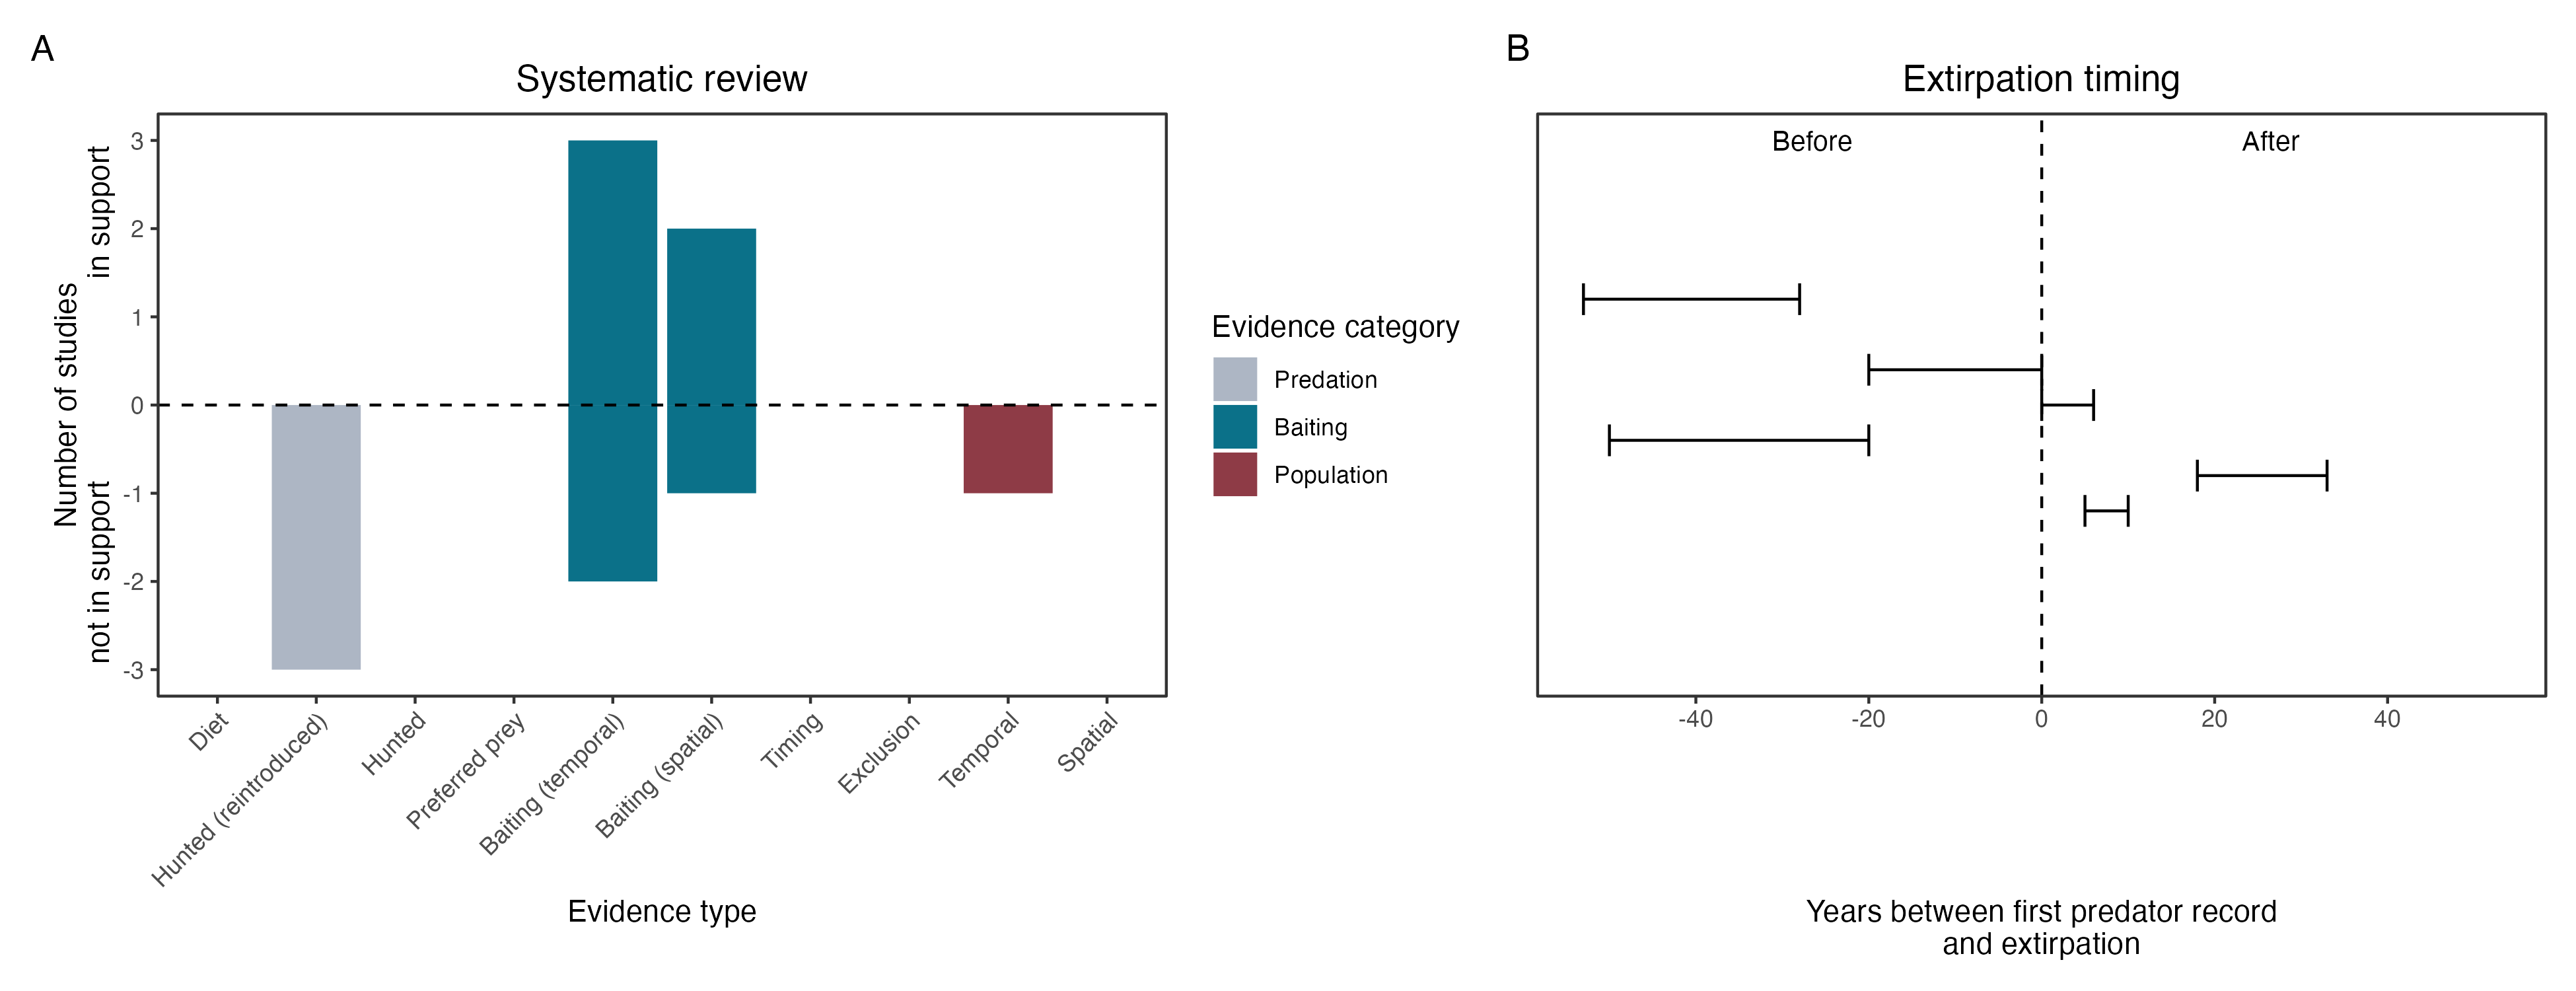 A
Systematic review
Number of studies
not in support
in support
3
2
1
0
-1
-2
-3
Diet
Hunted (reintroduced)
Hunted
Preferred prey
Baiting (temporal)
Baiting (spatial)
Timing
Exclusion
Temporal
Spatial
Evidence type
Evidence category
Predation
Baiting
Population
B
Extirpation timing
Before
After
-40
-20
0
20
40
Years between first predator record
and extirpation